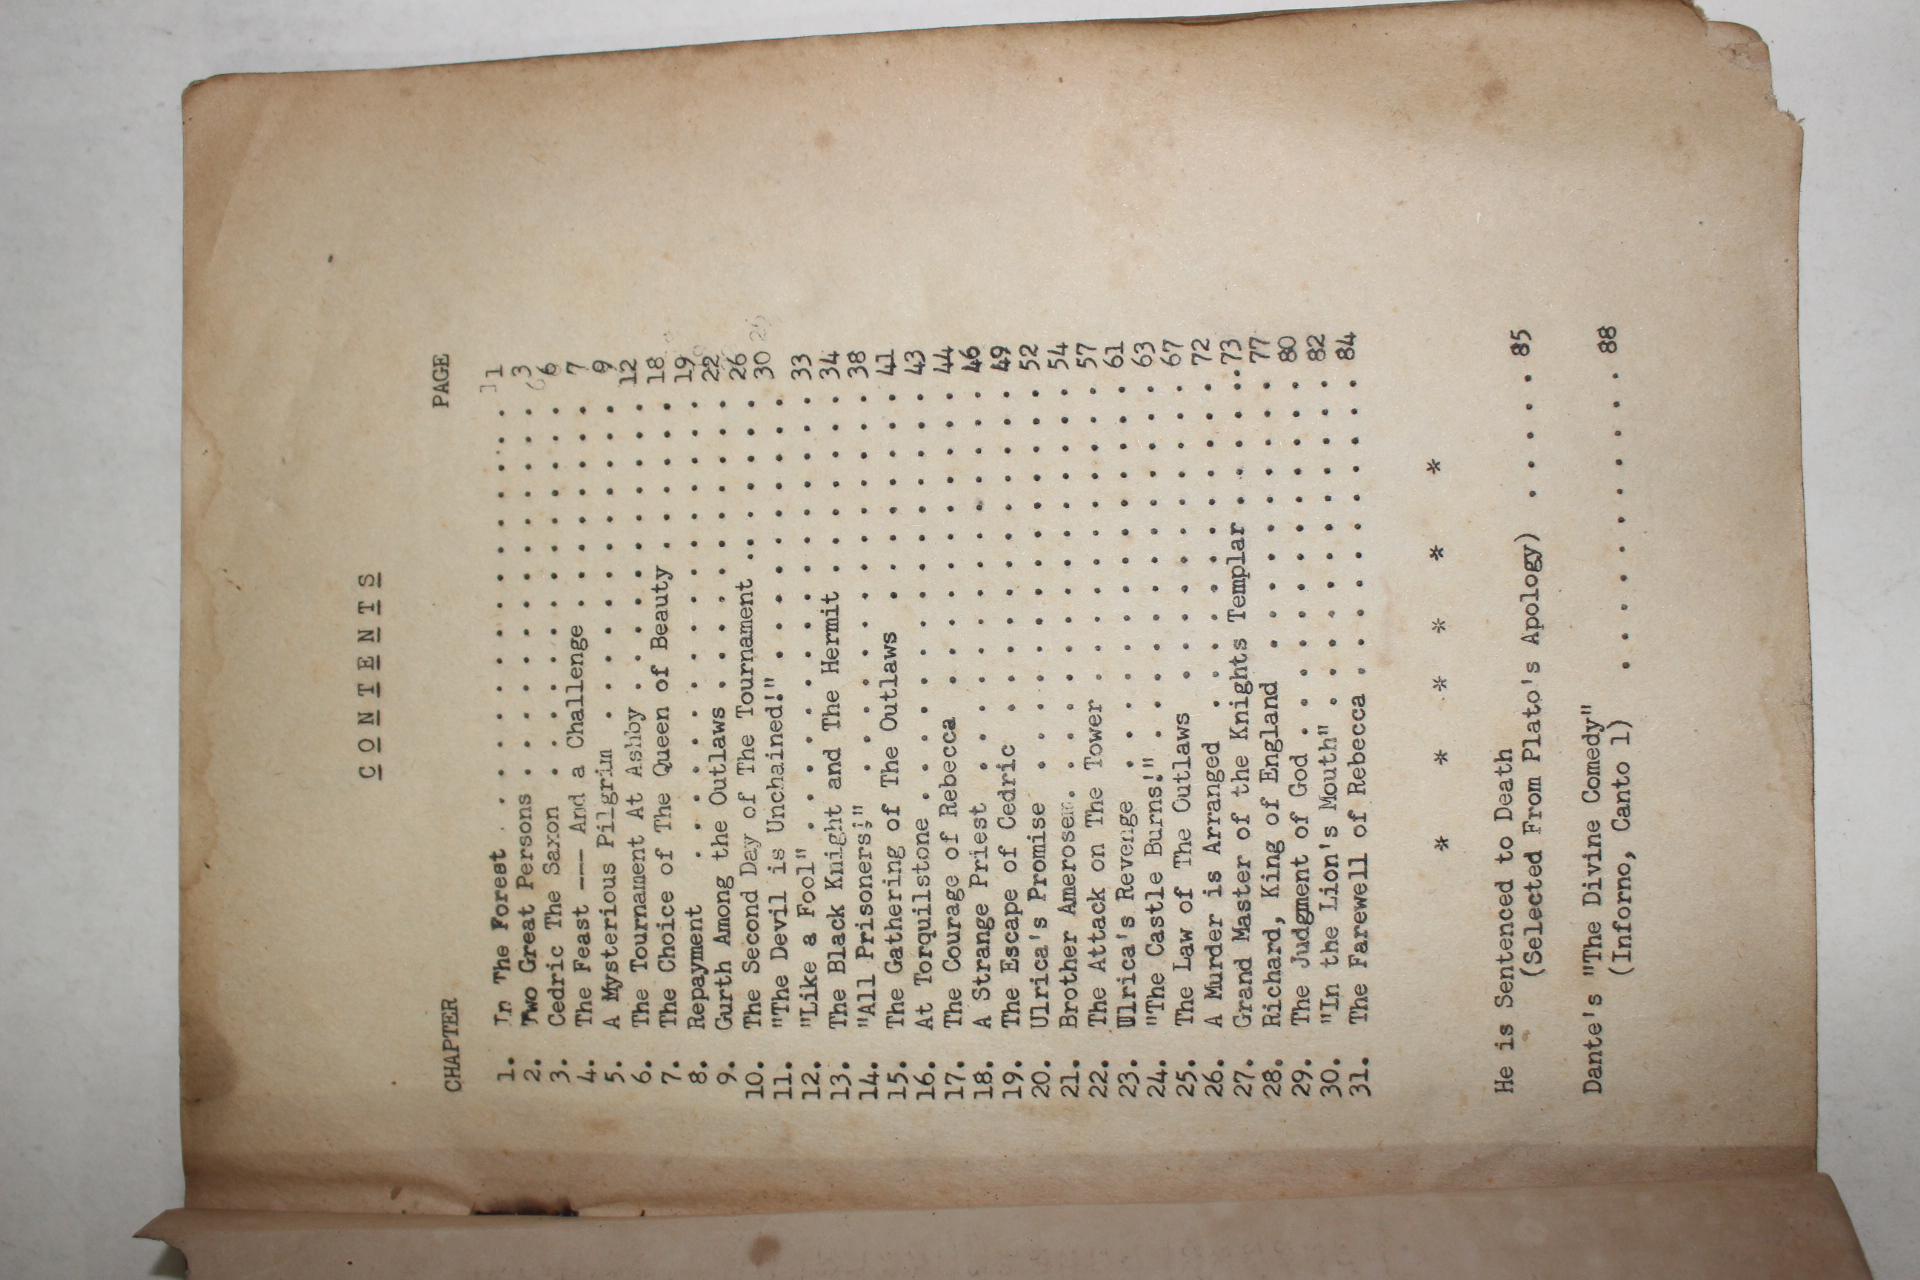 CONTENTS
CHAPTER PAGE
1. In The Forest . . . . . . . . . . . . . . . . 1
2. Two Great Persons . . . . . . . . . . . . . . 3
3. Cedric The Saxon . . . . . . . . . . . . . . 6
4. The Feast --- And a Challenge . . . . . . . . 7
5. A Mysterious Pilgrim . . . . . . . . . . . . 9
6. The Tournament At Ashby . . . . . . . . . . . 12
7. The Choice of The Queen of Beauty . . . . . . 18
8. Repayment . . . . . . . . . . . . . . . . . 19
9. Gurth Among the Outlaws . . . . . . . . . . . 22
10. The Second Day of The Tournament . . . . . . 26
11. "The Devil is Unchained!" . . . . . . . . . . 30
12. "Like a Fool" . . . . . . . . . . . . . . . . 33
13. The Black Knight and The Hermit . . . . . . . 34
14. "All Prisoners!" . . . . . . . . . . . . . . 38
15. The Gathering of The Outlaws . . . . . . . . 41
16. At Torquilstone . . . . . . . . . . . . . . . 43
17. The Courage of Rebecca . . . . . . . . . . . 44
18. A Strange Priest . . . . . . . . . . . . . . 46
19. The Escape of Cedric . . . . . . . . . . . . 49
20. Ulrica's Promise . . . . . . . . . . . . . . 52
21. Brother Amerosem. . . . . . . . . . . . . . . 54
22. The Attack on The Tower . . . . . . . . . . . 57
23. Ulrica's Revenge . . . . . . . . . . . . . . 61
24. "The Castle Burns!" . . . . . . . . . . . . . 63
25. The Law of The Outlaws . . . . . . . . . . . 67
26. A Murder is Arranged . . . . . . . . . . . . 72
27. Grand Master of the Knights Templar . . . . . 73
28. Richard, King of England . . . . . . . . . . 77
29. The Judgment of God . . . . . . . . . . . . . 80
30. "In the Lion's Mouth" . . . . . . . . . . . . 82
31. The Farewell of Rebecca . . . . . . . . . . . 84
* * * * * *
He is Sentenced to Death
(Selected From Plato's Apology) . . . . . 85
Dante's "The Divine Comedy"
(Inforno, Canto 1) . . . . . . . . . . . 88